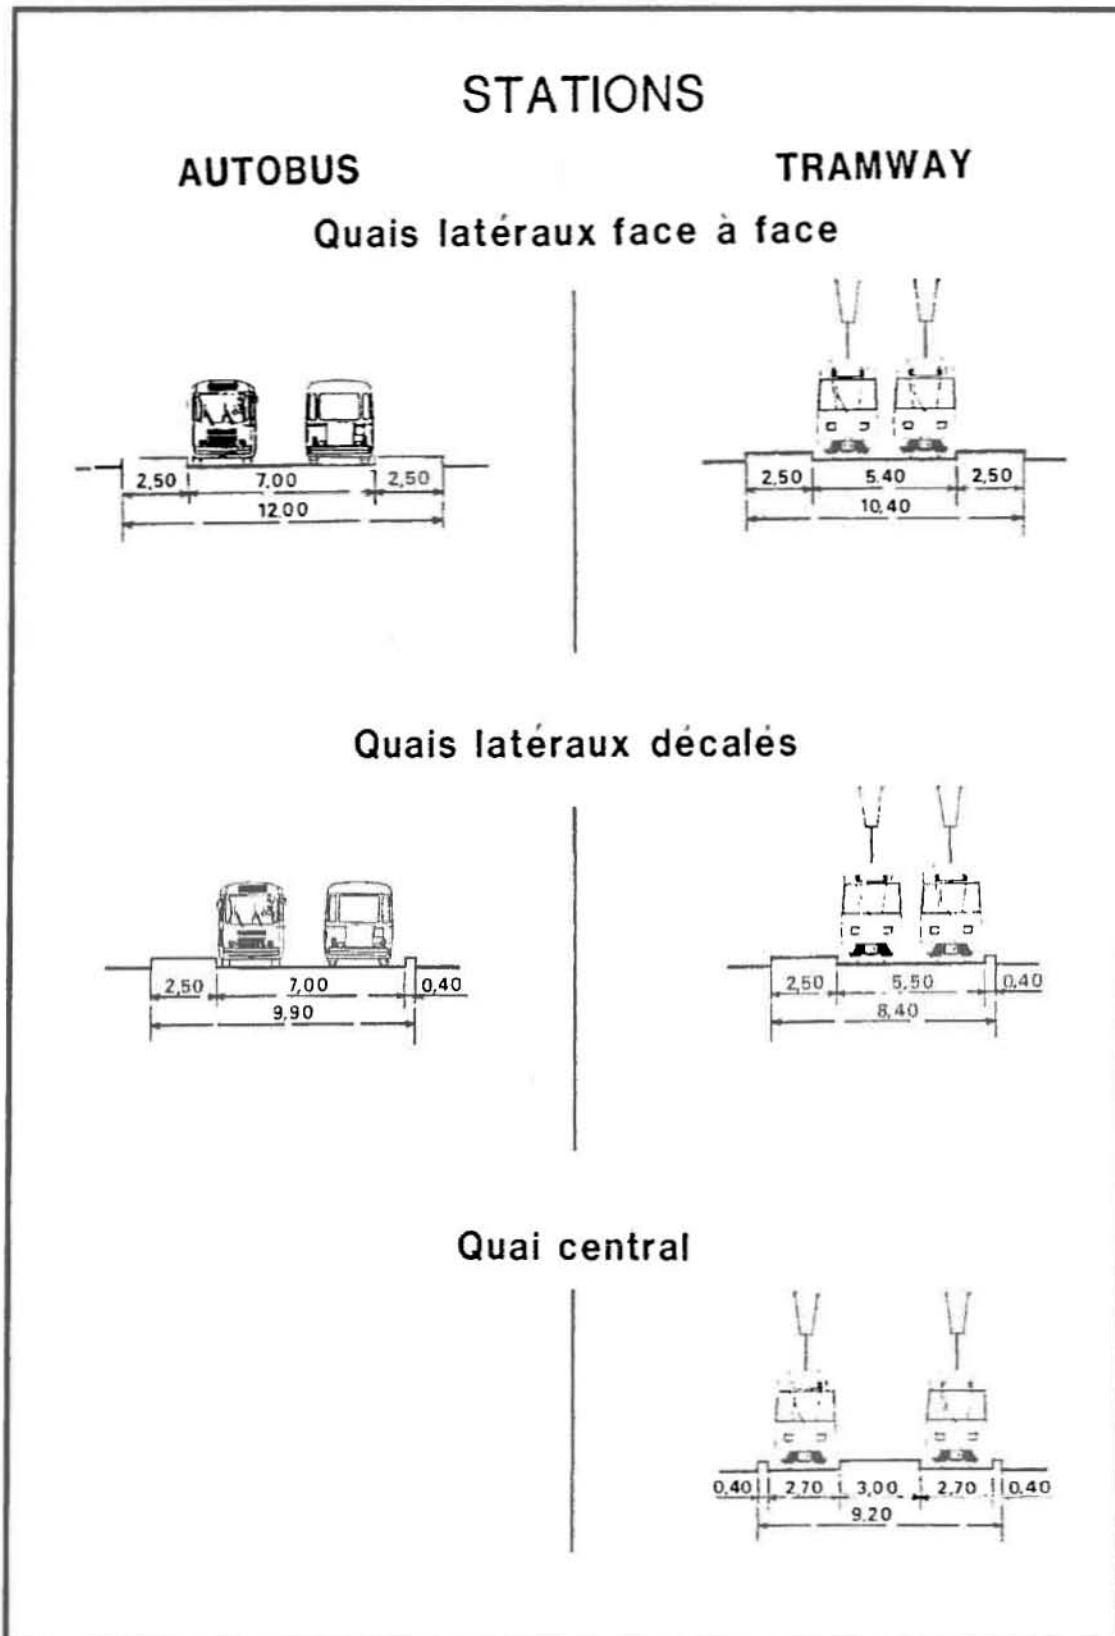 STATIONS
AUTOBUS TRAMWAY
Quais latéraux face à face
2,50 7,00 2,50
12,00
2,50 5,40 2,50
10,40
Quais latéraux décalés
2,50 7,00 0,40
9,90
2,50 5,50 0,40
8,40
Quai central
0,40 2,70 3,00 2,70 0,40
9,20